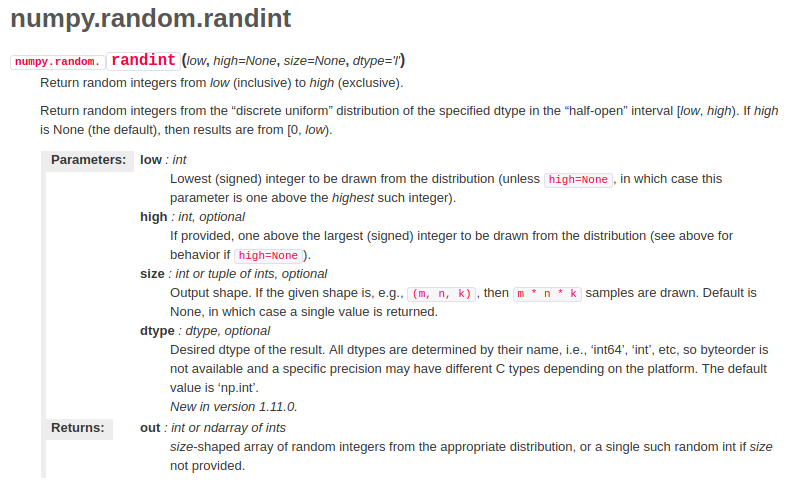 numpy.random.randint
numpy.random.randint(low, high=None, size=None, dtype='l')
Return random integers from low (inclusive) to high (exclusive).
Return random integers from the “discrete uniform” distribution of the specified dtype in the “half-open” interval [low, high). If high
is None (the default), then results are from [0, low).
Parameters: low : int
Lowest (signed) integer to be drawn from the distribution (unless high=None, in which case this
parameter is one above the highest such integer).
high : int, optional
If provided, one above the largest (signed) integer to be drawn from the distribution (see above for
behavior if high=None).
size : int or tuple of ints, optional
Output shape. If the given shape is, e.g., (m, n, k), then m * n * k samples are drawn. Default is
None, in which case a single value is returned.
dtype : dtype, optional
Desired dtype of the result. All dtypes are determined by their name, i.e., ‘int64’, ‘int’, etc, so byteorder is
not available and a specific precision may have different C types depending on the platform. The default
value is ‘np.int’.
New in version 1.11.0.
Returns: out : int or ndarray of ints
size-shaped array of random integers from the appropriate distribution, or a single such random int if size
not provided.